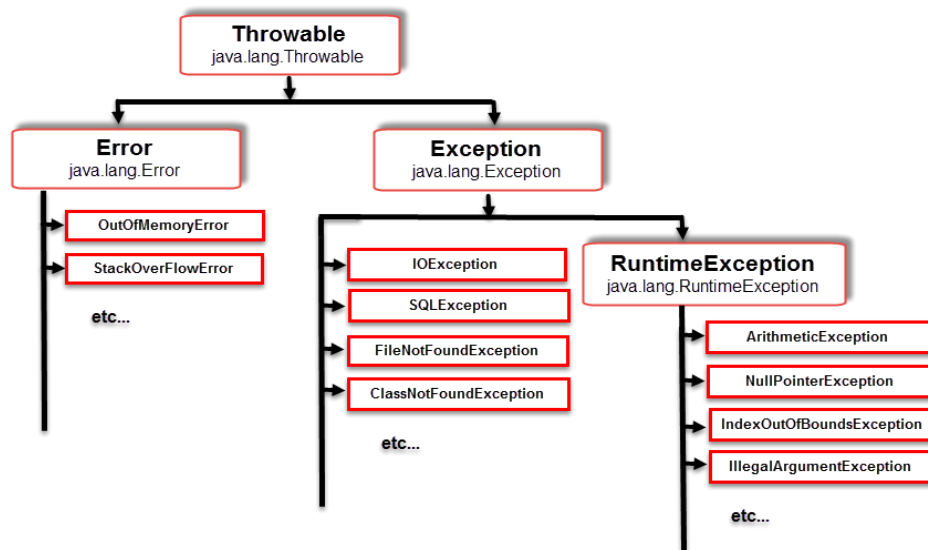 Throwable
java.lang.Throwable
Error
java.lang.Error
Exception
java.lang.Exception
OutOfMemoryError
StackOverFlowError
etc...
IOException
SQLException
FileNotFoundException
ClassNotFoundException
etc...
RuntimeException
java.lang.RuntimeException
ArithmeticException
NullPointerException
IndexOutOfBoundsException
IllegalArgumentException
etc...